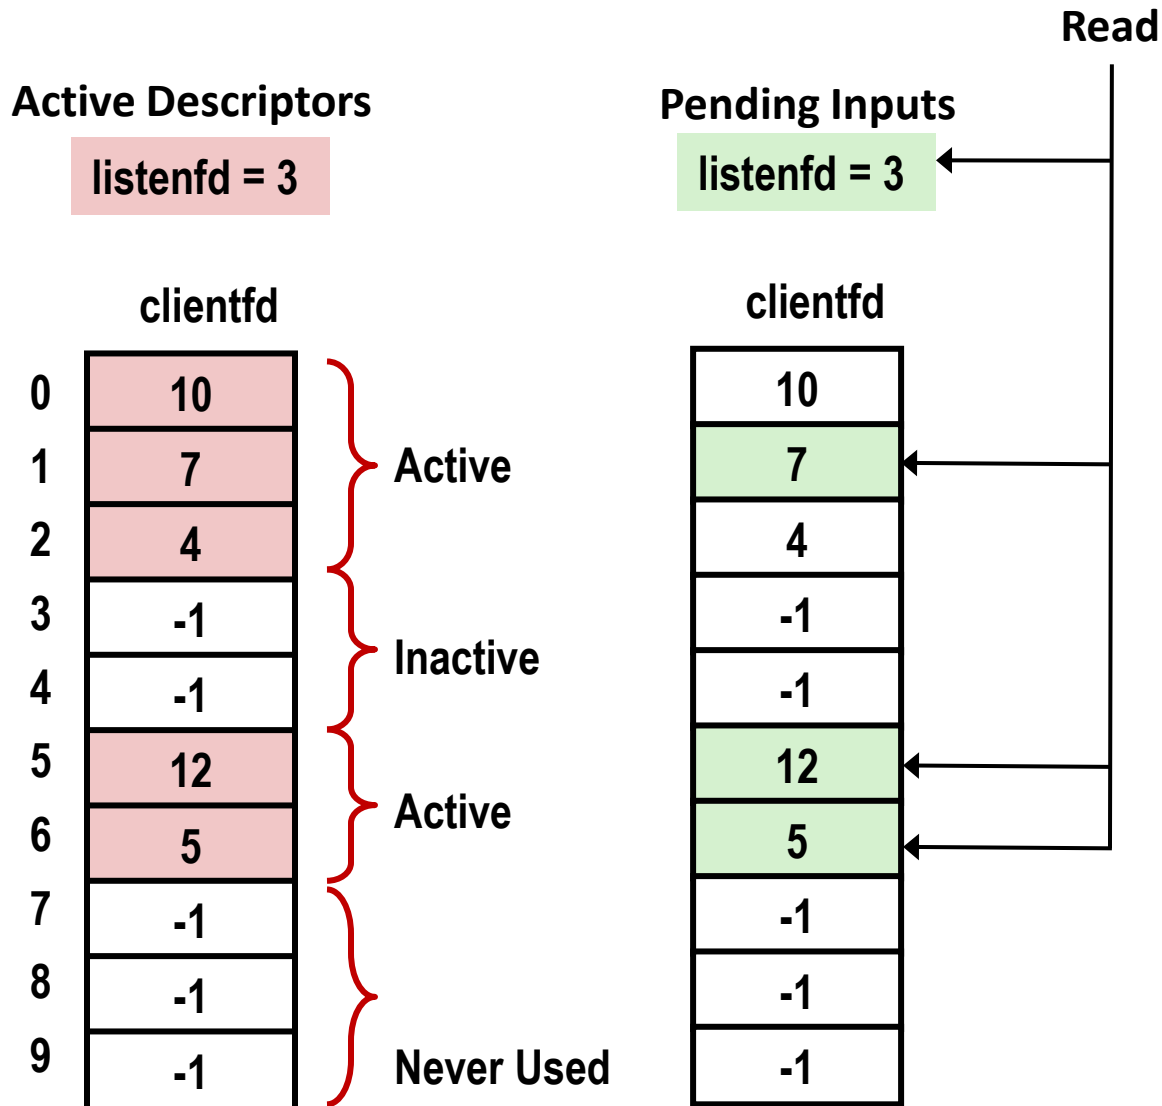 Read
Active Descriptors
Pending Inputs
listenfd = 3
listenfd = 3
clientfd
clientfd
0 10 10
1 7 Active 7
2 4 4
3 -1 -1
4 -1 Inactive -1
5 12 12
6 5 Active 5
7 -1 -1
8 -1 -1
9 -1 Never Used -1